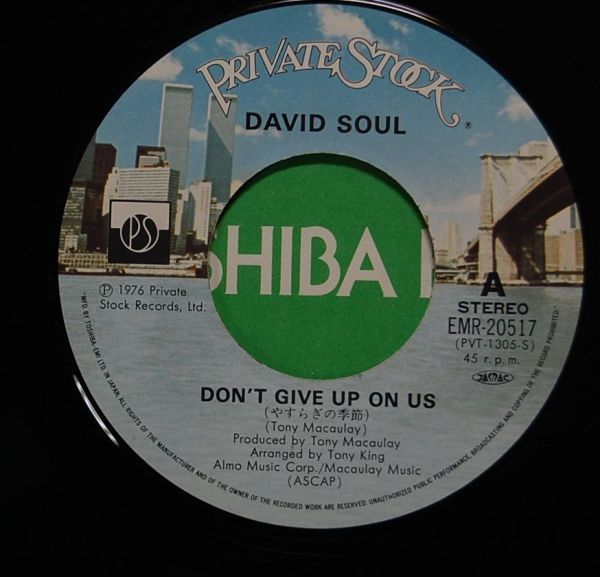 PRIVATE STOCK
®
DAVID SOUL
PS
Ⓟ 1976 Private
Stock Records, Ltd.
HIBA
A
STEREO
EMR-20517
(PVT-1305-S)
45 r.p.m.
JASRAC
DON'T GIVE UP ON US
(やすらぎの季節)
(Tony Macaulay)
Produced by Tony Macaulay
Arranged by Tony King
Almo Music Corp./Macaulay Music
(ASCAP)
MFD BY TOSHIBA-EMI LTD. IN JAPAN. ALL RIGHTS OF THE MANUFACTURER AND OF THE OWNER OF THE RECORDED WORK ARE RESERVED. UNAUTHORIZED PUBLIC PERFORMANCE, BROADCASTING AND COPYING OF THE RECORD PROHIBITED.